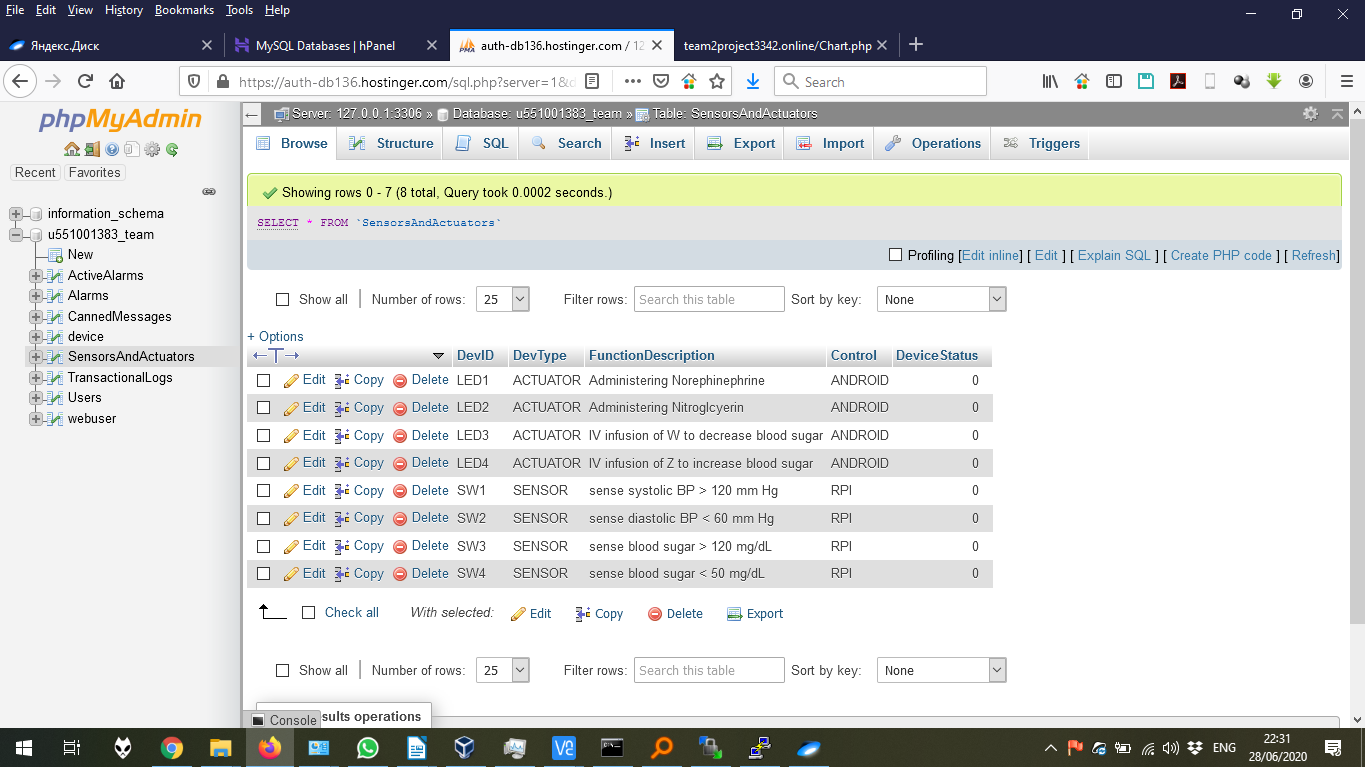 File Edit View History Bookmarks Tools Help
Яндекс.Диск
MySQL Databases | hPanel
auth-db136.hostinger.com / 12
team2project3342.online/Chart.php
https://auth-db136.hostinger.com/sql.php?server=1&d
Search
phpMyAdmin
Recent Favorites
information_schema
u551001383_team
New
ActiveAlarms
Alarms
CannedMessages
device
SensorsAndActuators
TransactionalLogs
Users
webuser
Server: 127.0.0.1:3306 » Database: u551001383_team » Table: SensorsAndActuators
Browse Structure SQL Search Insert Export Import Operations Triggers
Showing rows 0 - 7 (8 total, Query took 0.0002 seconds.)
SELECT * FROM `SensorsAndActuators`
Profiling [Edit inline] [ Edit ] [ Explain SQL ] [ Create PHP code ] [ Refresh]
Show all | Number of rows: 25 Filter rows: Search this table Sort by key: None
+ Options
←T→ DevID DevType FunctionDescription Control DeviceStatus
Edit Copy Delete LED1 ACTUATOR Administering Norephinephrine ANDROID 0
Edit Copy Delete LED2 ACTUATOR Administering Nitroglcyerin ANDROID 0
Edit Copy Delete LED3 ACTUATOR IV infusion of W to decrease blood sugar ANDROID 0
Edit Copy Delete LED4 ACTUATOR IV infusion of Z to increase blood sugar ANDROID 0
Edit Copy Delete SW1 SENSOR sense systolic BP > 120 mm Hg RPI 0
Edit Copy Delete SW2 SENSOR sense diastolic BP < 60 mm Hg RPI 0
Edit Copy Delete SW3 SENSOR sense blood sugar > 120 mg/dL RPI 0
Edit Copy Delete SW4 SENSOR sense blood sugar < 50 mg/dL RPI 0
Check all With selected: Edit Copy Delete Export
Show all | Number of rows: 25 Filter rows: Search this table Sort by key: None
Console sults operations
ENG
22:31
28/06/2020